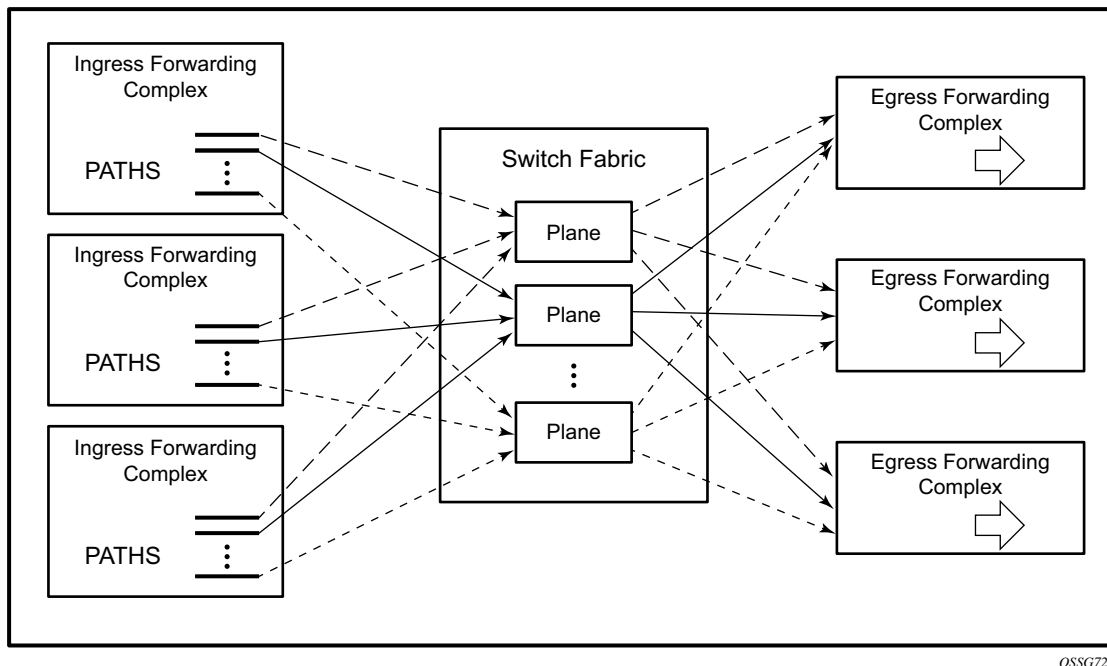 Ingress Forwarding
Complex
PATHS
Ingress Forwarding
Complex
PATHS
Ingress Forwarding
Complex
PATHS
Switch Fabric
Plane
Plane
Plane
Egress Forwarding
Complex
Egress Forwarding
Complex
Egress Forwarding
Complex
OSSG727